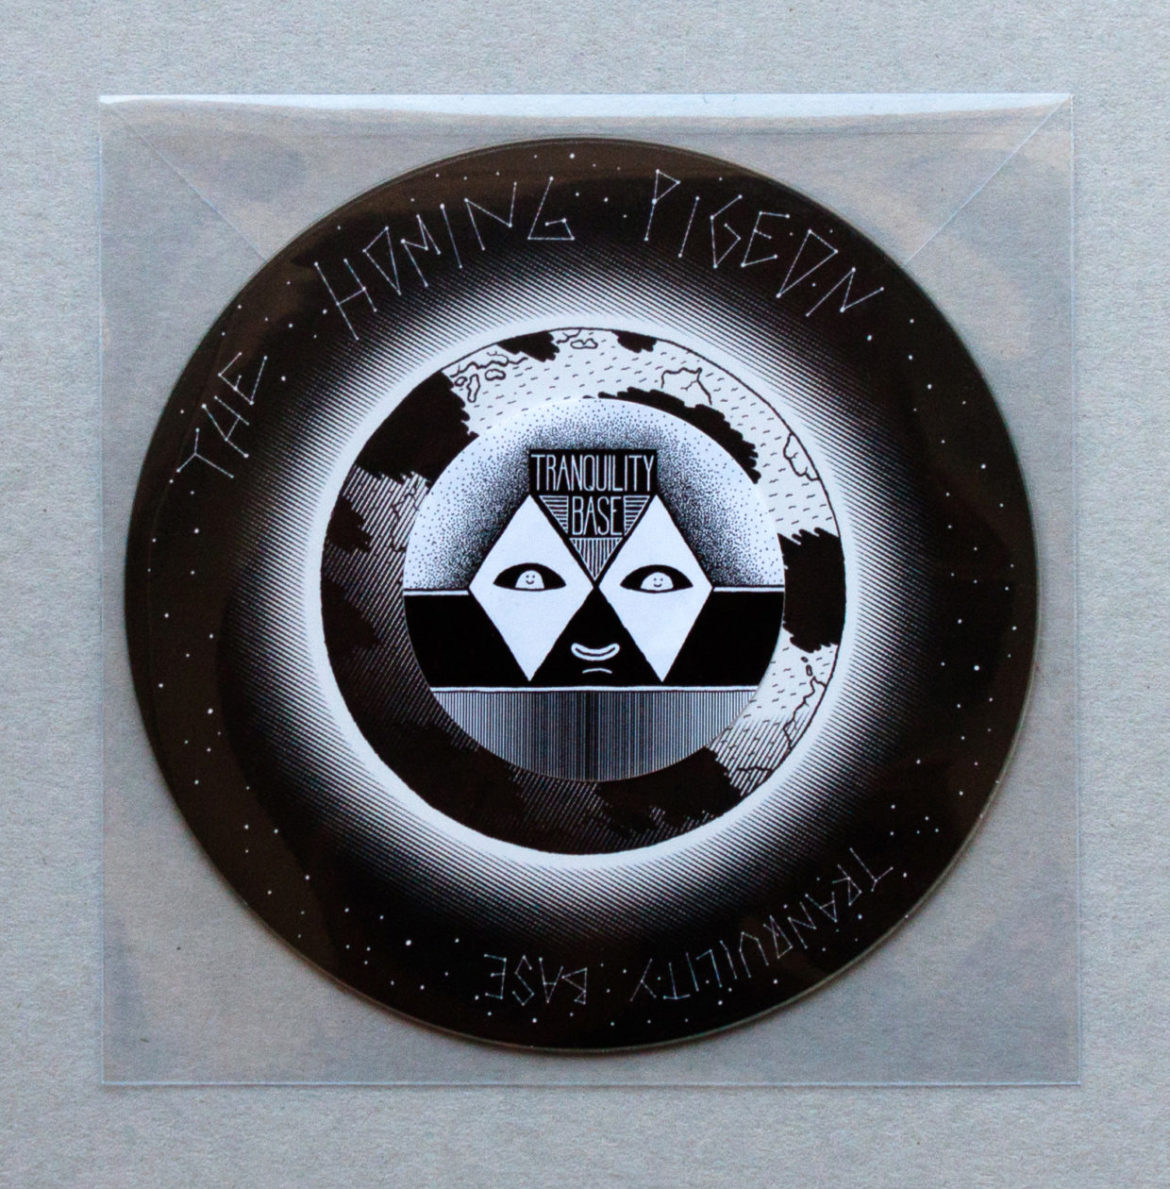 THE HOMING PIGEON
TRANQUILITY
BASE
TRANQUILITY BASE